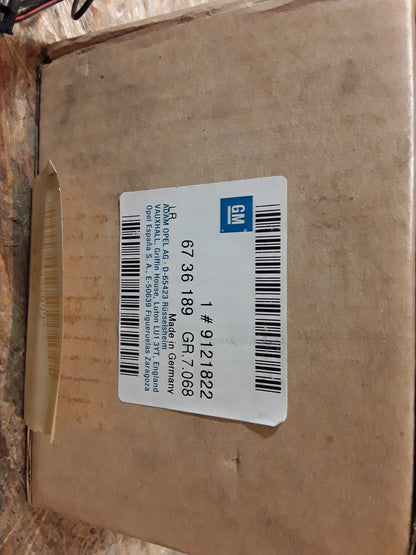 GM
1 # 9121822
67 36 189 GR.7.068
LR Made in Germany
ADAM OPEL AG - D-65423 Rüsselsheim
VAUXHALL, Griffin House, Luton LU1 3YT, England
Opel España S. A., E-50639 Figueruelas Zaragoza